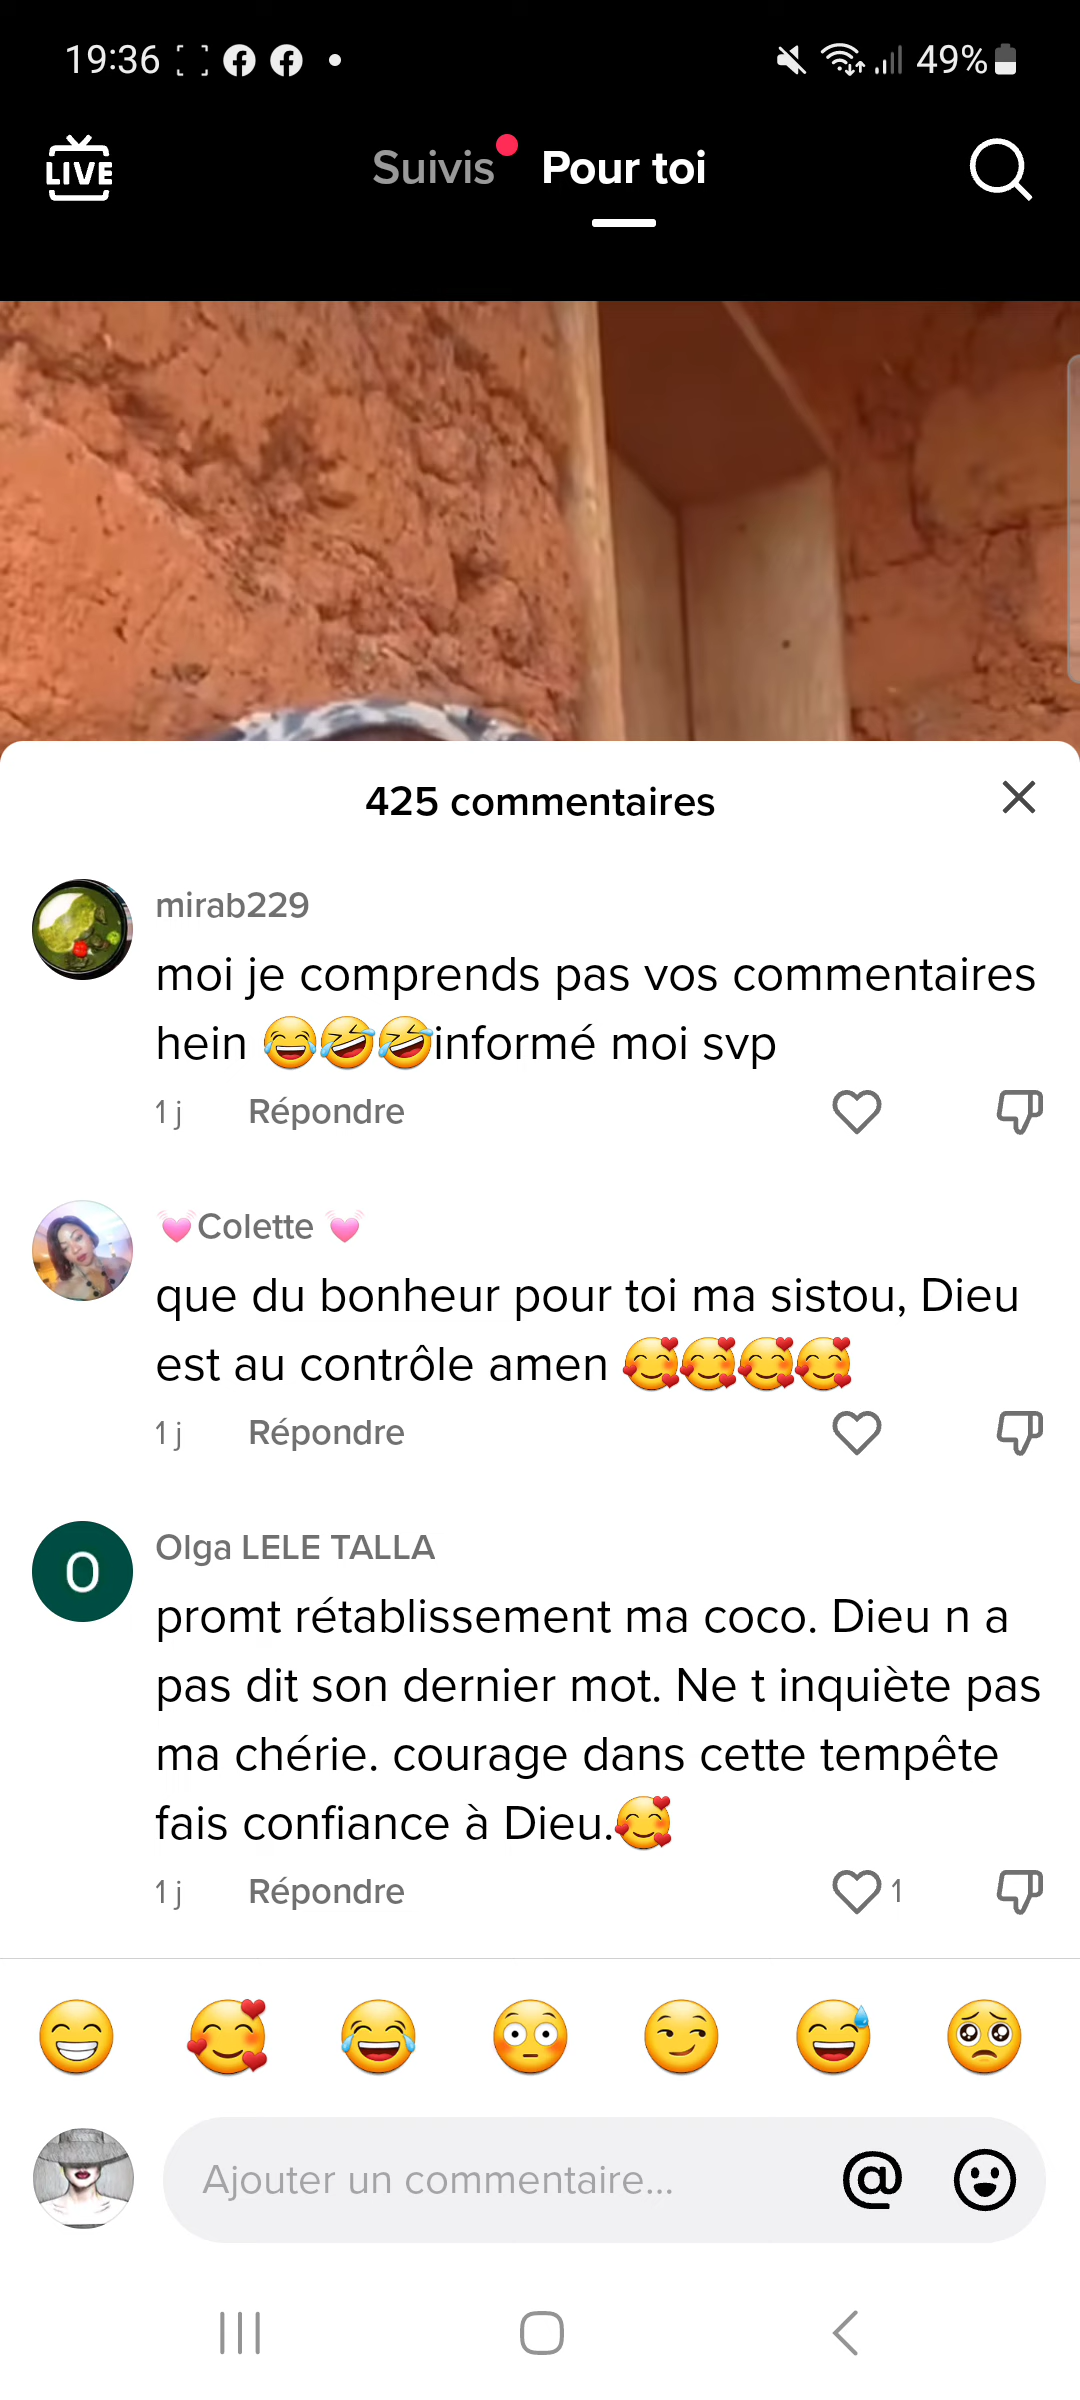 19:36 49%
LIVE Suivis Pour toi
425 commentaires
mirab229
moi je comprends pas vos commentaires
hein 😂🤣🤣informé moi svp
1 j Répondre
💓Colette 💓
que du bonheur pour toi ma sistou, Dieu
est au contrôle amen 🥰🥰🥰🥰
1 j Répondre
O
Olga LELE TALLA
promt rétablissement ma coco. Dieu n a
pas dit son dernier mot. Ne t inquiète pas
ma chérie. courage dans cette tempête
fais confiance à Dieu.🥰
1 j Répondre 1
😁 🥰 😂 😳 😏 😅 🥺
Ajouter un commentaire... @